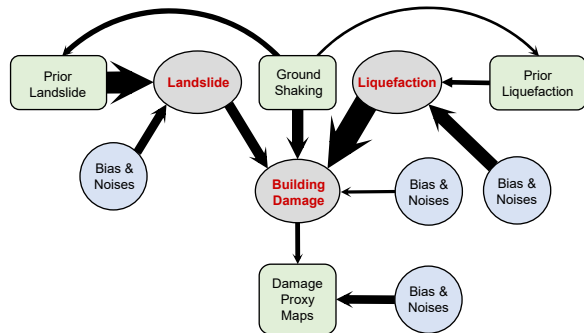 Prior
Landslide
Landslide
Ground
Shaking
Liquefaction
Prior
Liquefaction
Bias &
Noises
Building
Damage
Bias &
Noises
Bias &
Noises
Damage
Proxy
Maps
Bias &
Noises